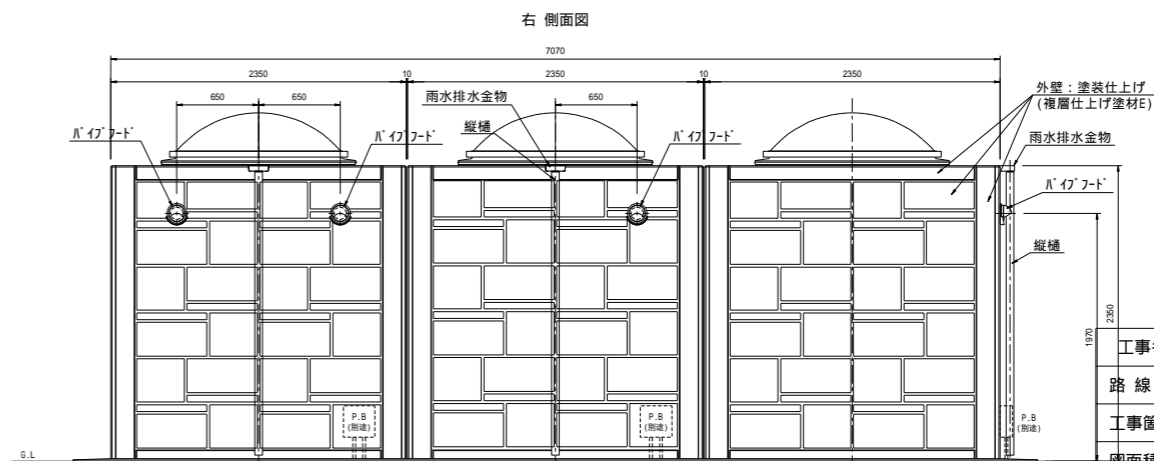 右 側面図
7070
2350
10
2350
10
2350
650
650
650
雨水排水金物
縦樋
パイプフード
パイプフード
パイプフード
外壁：塗装仕上げ
(複層仕上げ塗材E)
雨水排水金物
パイプフード
縦樋
2350
1970
工事
路 線
工事箇
P.B
(別途)
P.B
(別途)
P.B
(別途)
G.L